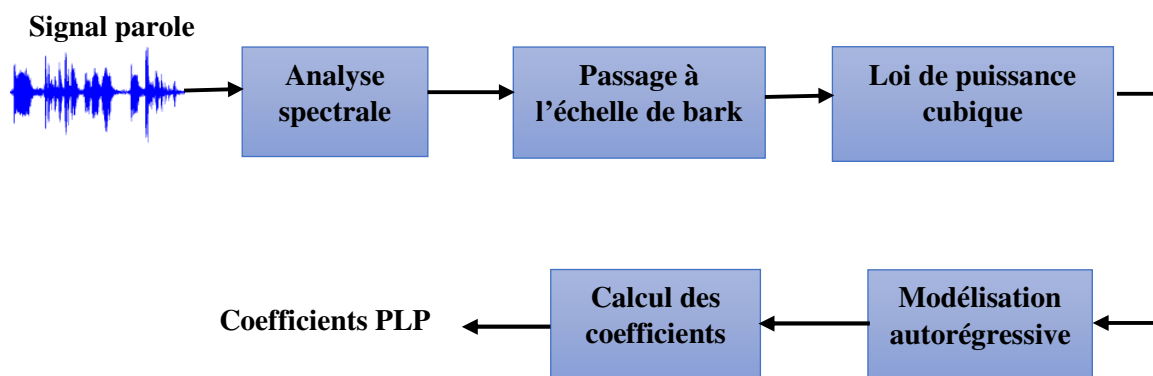 Signal parole
Analyse
spectrale
Passage à
l'échelle de bark
Loi de puissance
cubique
Modélisation
autorégressive
Calcul des
coefficients
Coefficients PLP